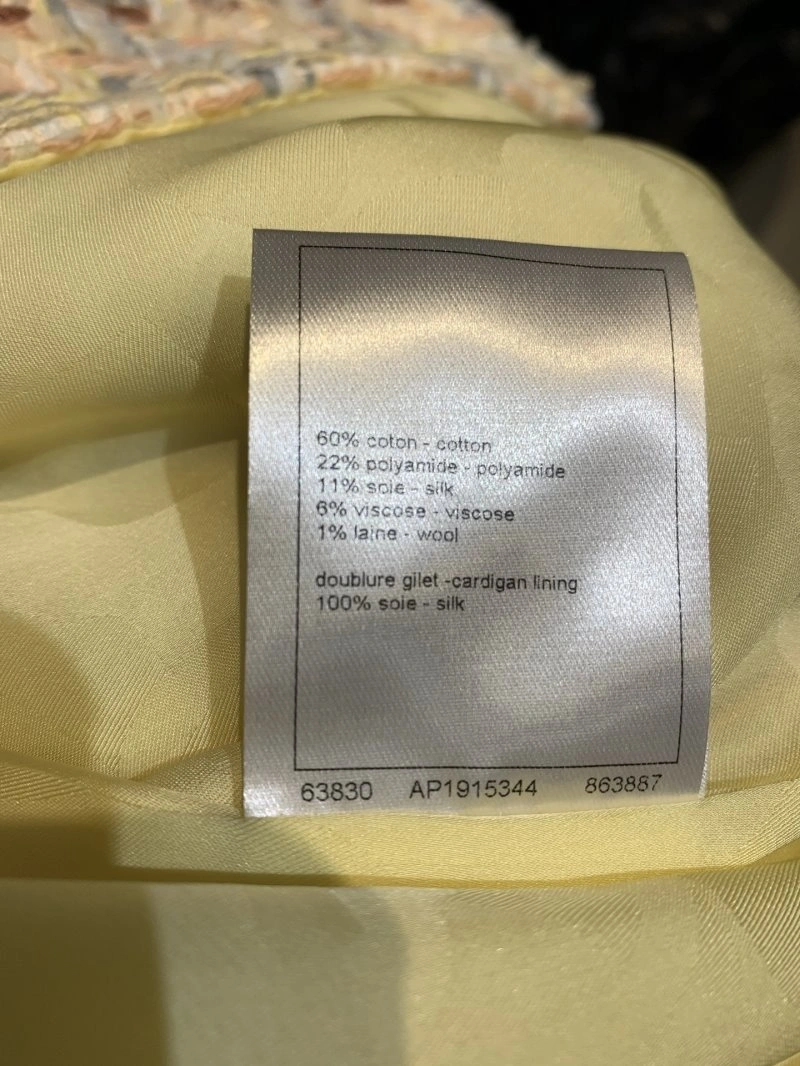 60% coton - cotton
22% polyamide - polyamide
11% soie - silk
6% viscose - viscose
1% laine - wool
doublure gilet -cardigan lining
100% soie - silk
63830 AP1915344 863887